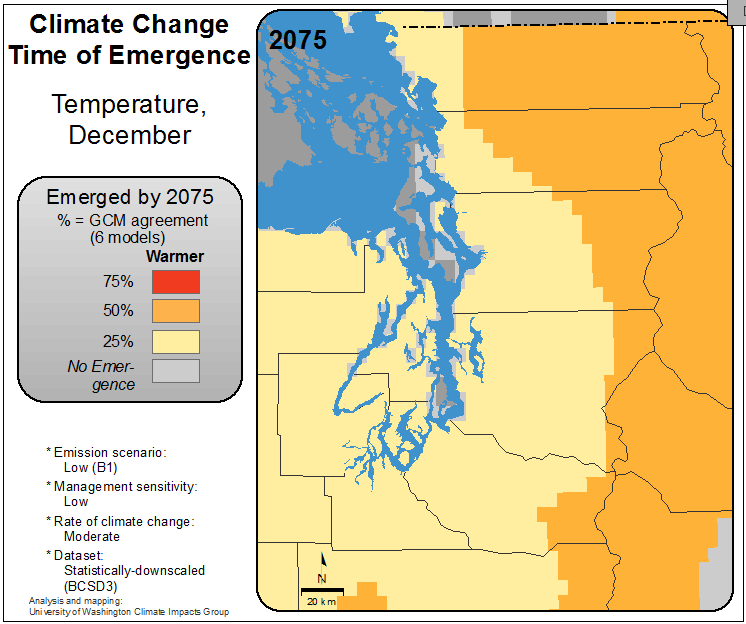 Climate Change
Time of Emergence
Temperature,
December
Emerged by 2075
% = GCM agreement
(6 models)
Warmer
75%
50%
25%
No Emer-
gence
* Emission scenario:
Low (B1)
* Management sensitivity:
Low
* Rate of climate change:
Moderate
* Dataset:
Statistically-downscaled
(BCSD3)
Analysis and mapping:
University of Washington Climate Impacts Group
2075
N
20 km